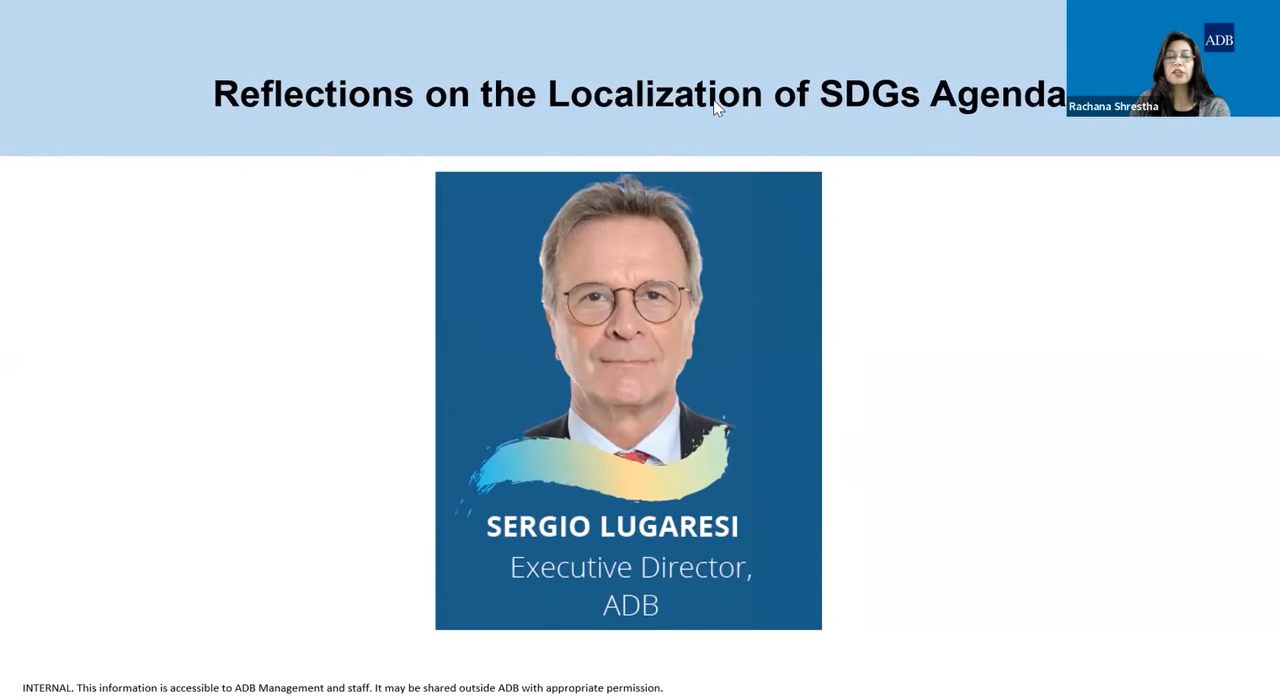 Reflections on the Localization of SDGs Agenda
ADB
Rachana Shrestha
SERGIO LUGARESI
Executive Director,
ADB
INTERNAL. This information is accessible to ADB Management and staff. It may be shared outside ADB with appropriate permission.